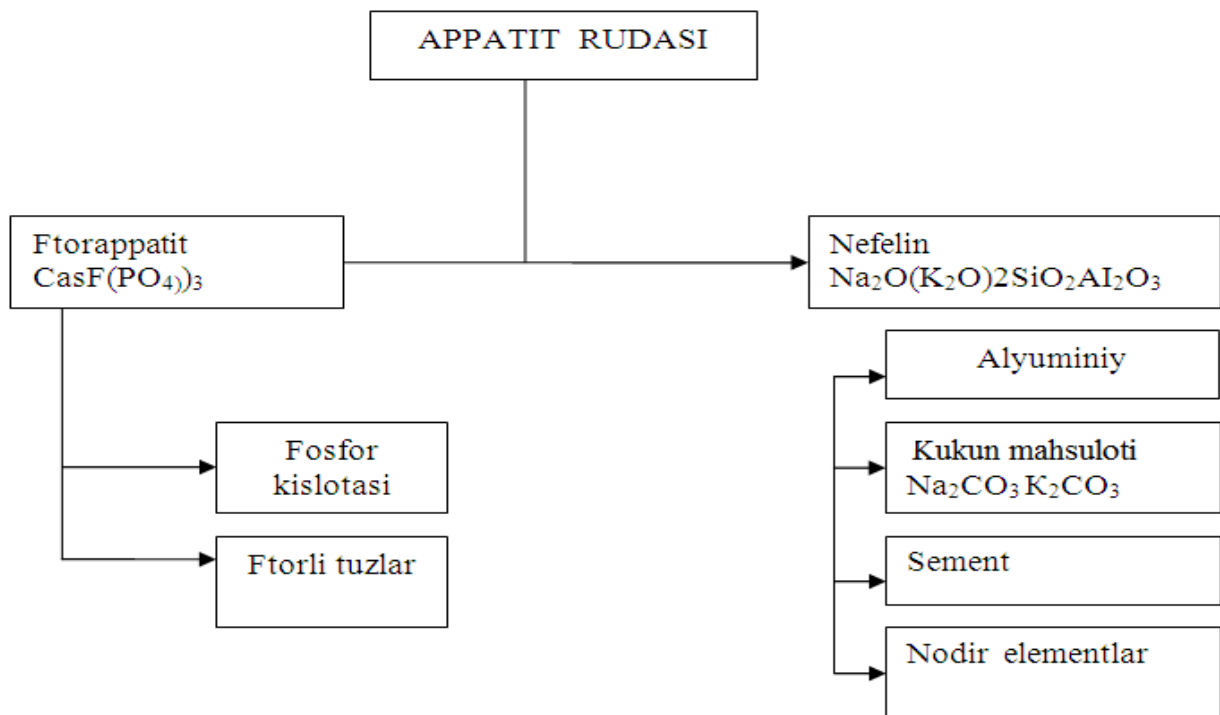 APPATIT RUDASI
Ftorappatit
CasF(PO₄₎)₃
Nefelin
Na₂O(K₂O)2SiO₂AI₂O₃
Alyuminiy
Fosfor
kislotasi
Kukun mahsuloti
Na₂CO₃ K₂CO₃
Ftorli tuzlar
Sement
Nodir elementlar